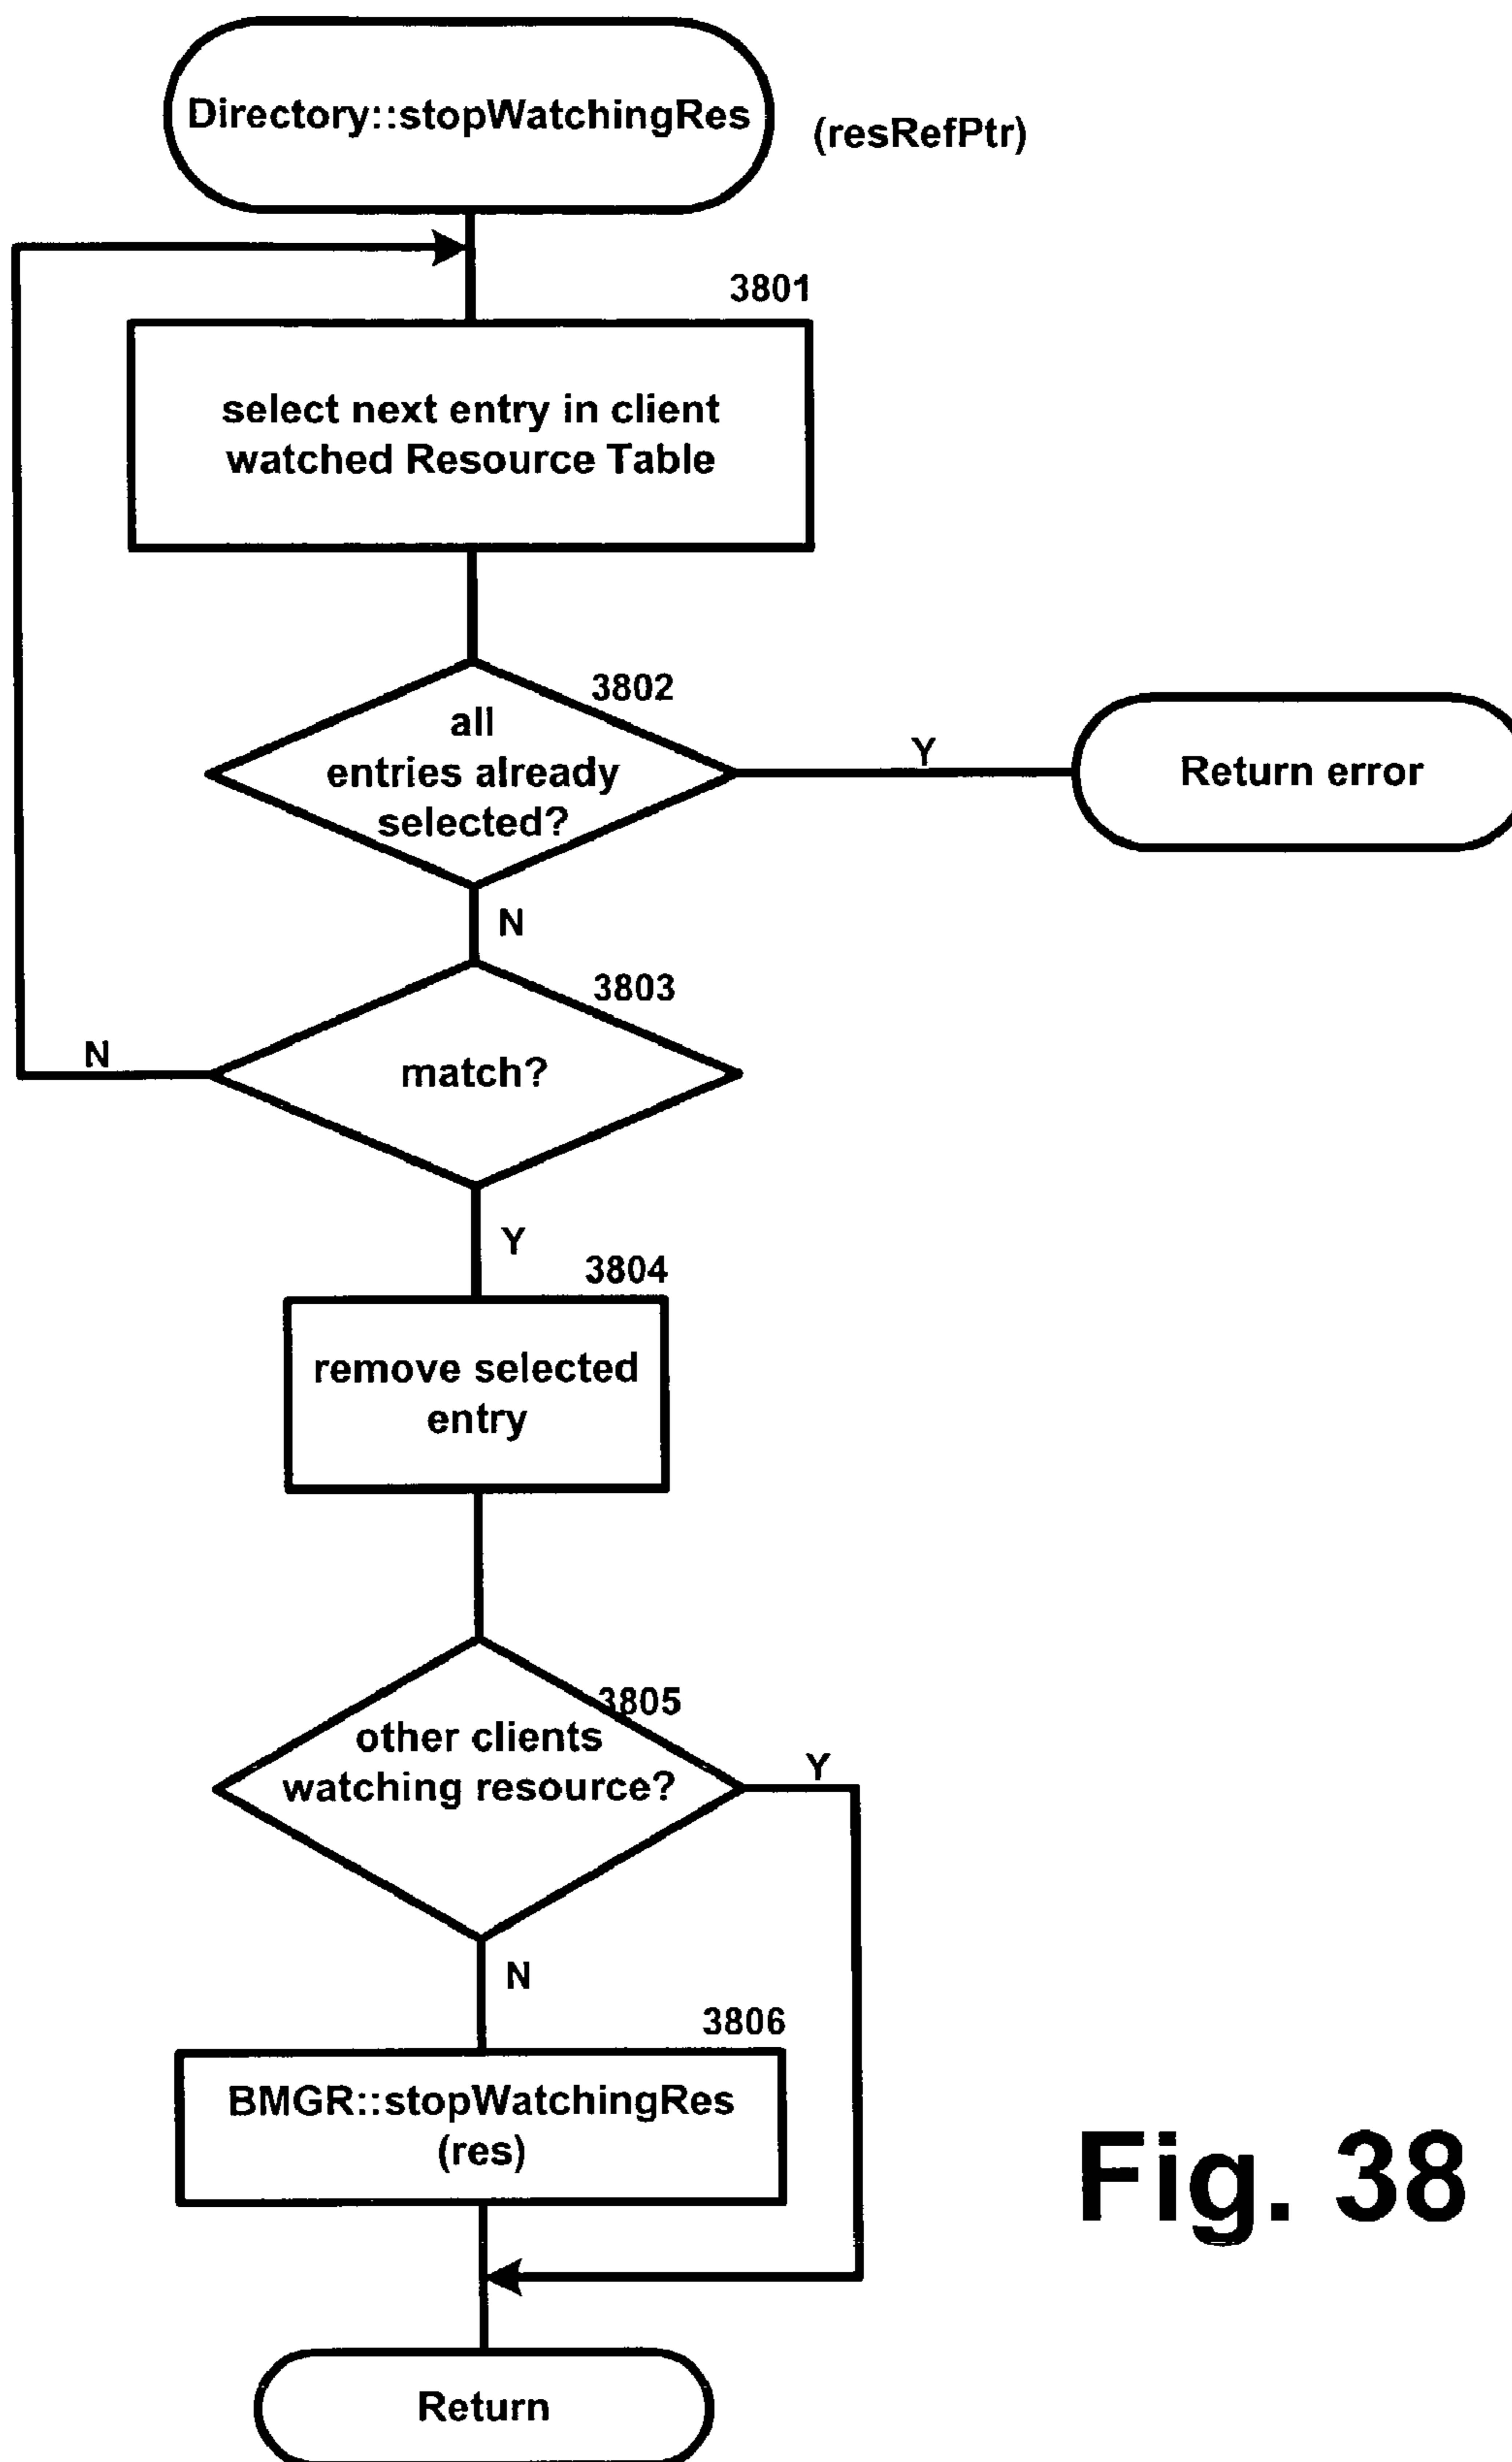 Directory::stopWatchingRes
(resRefPtr)
3801
select next entry in client
watched Resource Table
3802
all
entries already
selected?
Y
Return error
N
3803
match?
N
Y
3804
remove selected
entry
3805
other clients
watching resource?
Y
N
3806
BMGR::stopWatchingRes
(res)
Fig. 38
Return